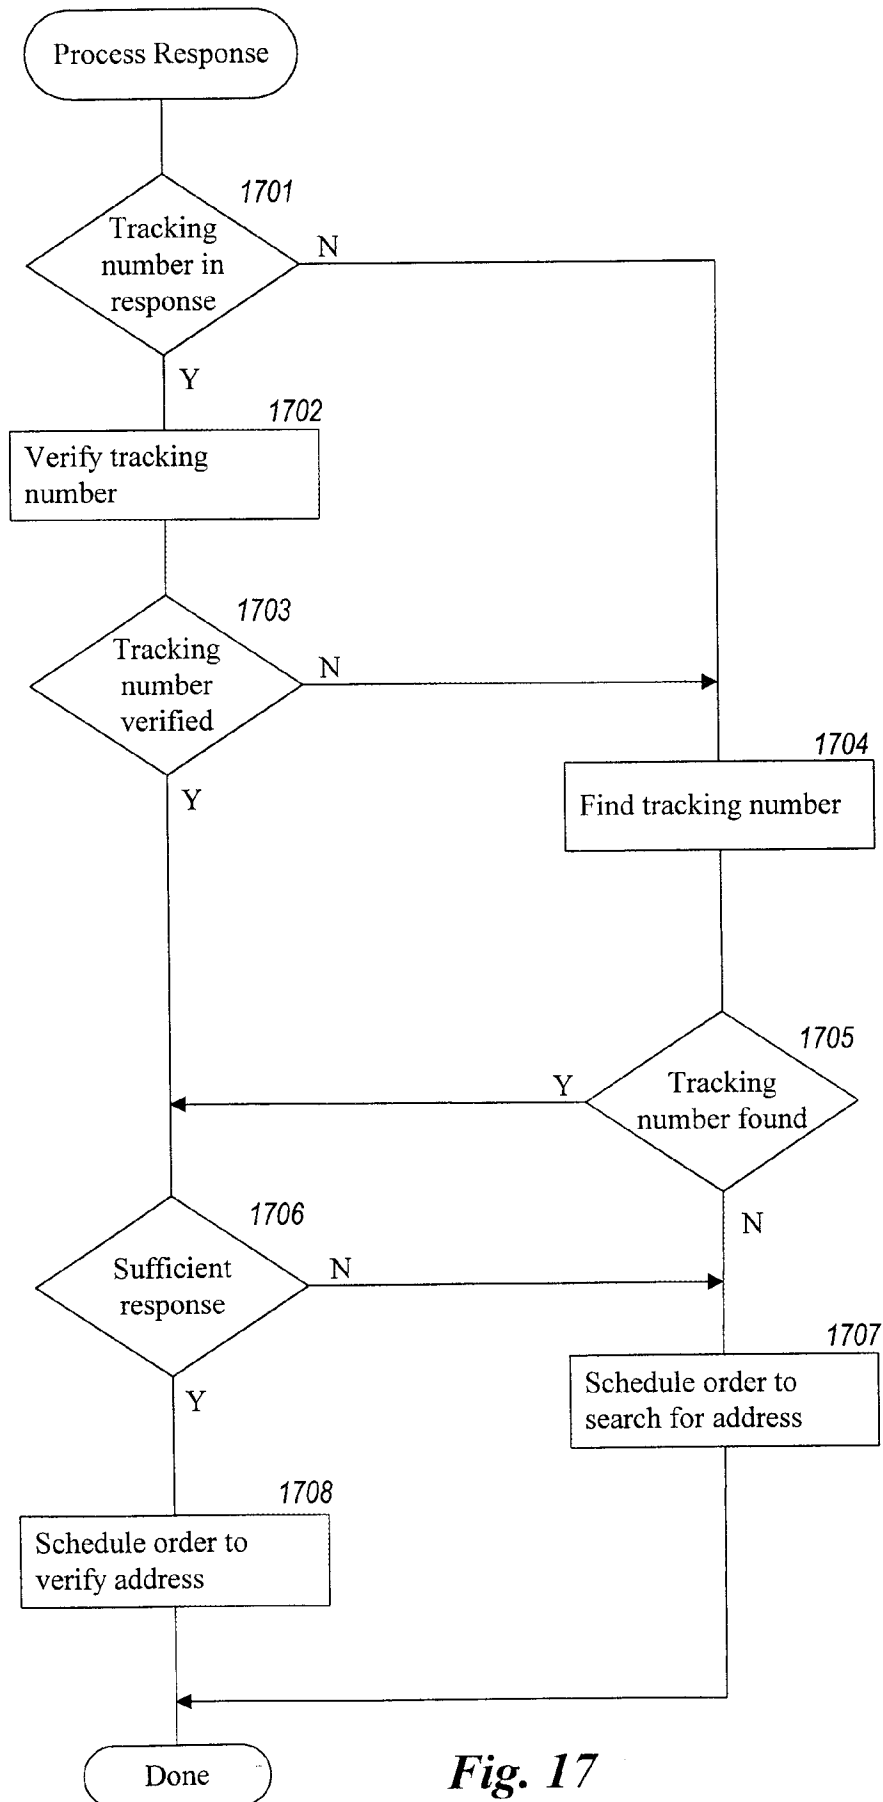 Process Response
1701
Tracking
number in
response
N
Y
1702
Verify tracking
number
1703
Tracking
number
verified
N
Y
1704
Find tracking number
1705
Tracking
number found
Y
N
1706
Sufficient
response
N
Y
1707
Schedule order to
search for address
1708
Schedule order to
verify address
Done
Fig. 17